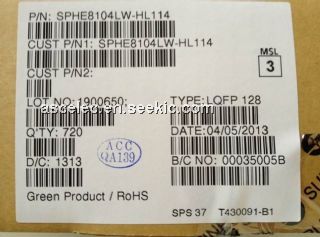 P/N: SPHE8104LW-HL114
CUST P/N1: SPHE8104LW-HL114
MSL
3
CUST P/N2:
LOT NO: 1900650
TYPE:LQFP 128
Q'TY: 720
DATE:04/05/2013
D/C: 1313
ACC
QA139
B/C NO: 00035005B
Green Product / RoHS
SPS 37 T430091-B1
ascelec.seekic.com